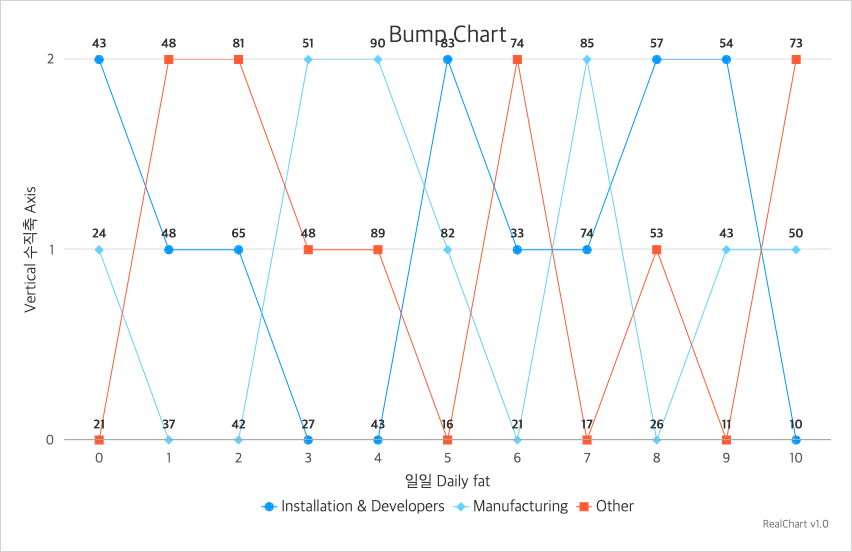 Bump Chart
43 48 81 51 90 83 74 85 57 54 73
2
24 48 65 48 89 82 33 74 53 43 50
1
21 37 42 27 43 16 21 17 26 11 10
0
0 1 2 3 4 5 6 7 8 9 10
Vertical 수직축 Axis
일일 Daily fat
Installation & Developers Manufacturing Other
RealChart v1.0